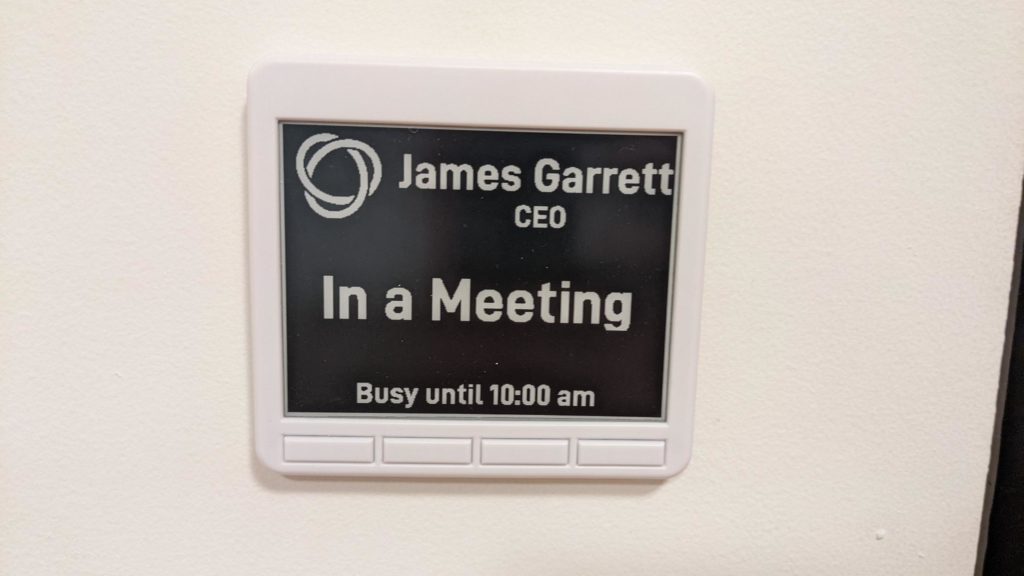 James Garrett
CEO
In a Meeting
Busy until 10:00 am